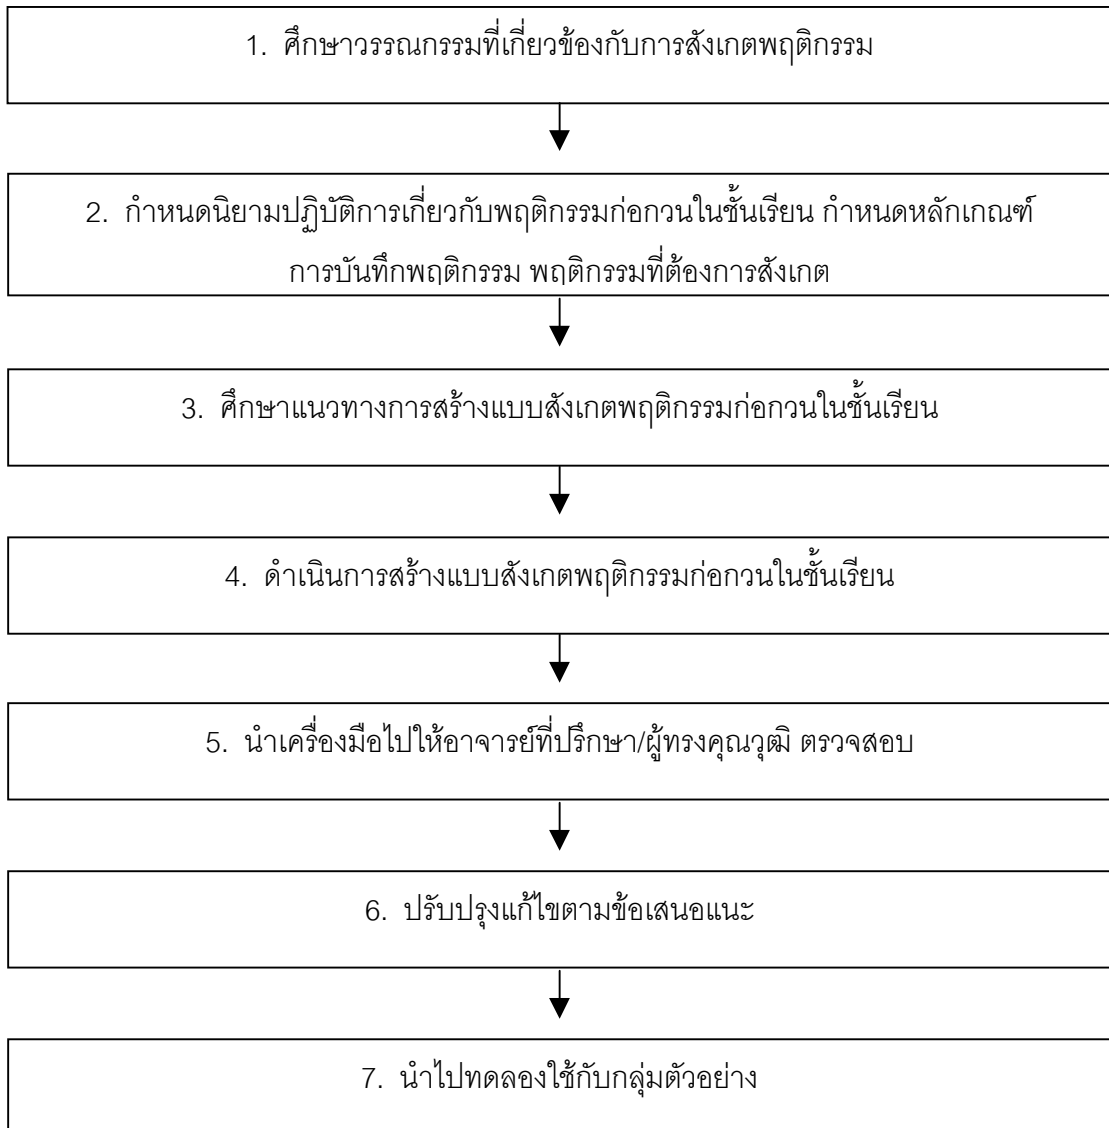 1. ศึกษาวรรณกรรมที่เกี่ยวข้องกับการสังเกตพฤติกรรม
2. กำหนดนิยามปฏิบัติการเกี่ยวกับพฤติกรรมก่อกวนในชั้นเรียน กำหนดหลักเกณฑ์
การบันทึกพฤติกรรม พฤติกรรมที่ต้องการสังเกต
3. ศึกษาแนวทางการสร้างแบบสังเกตพฤติกรรมก่อกวนในชั้นเรียน
4. ดำเนินการสร้างแบบสังเกตพฤติกรรมก่อกวนในชั้นเรียน
5. นำเครื่องมือไปให้อาจารย์ที่ปรึกษา/ผู้ทรงคุณวุฒิ ตรวจสอบ
6. ปรับปรุงแก้ไขตามข้อเสนอแนะ
7. นำไปทดลองใช้กับกลุ่มตัวอย่าง